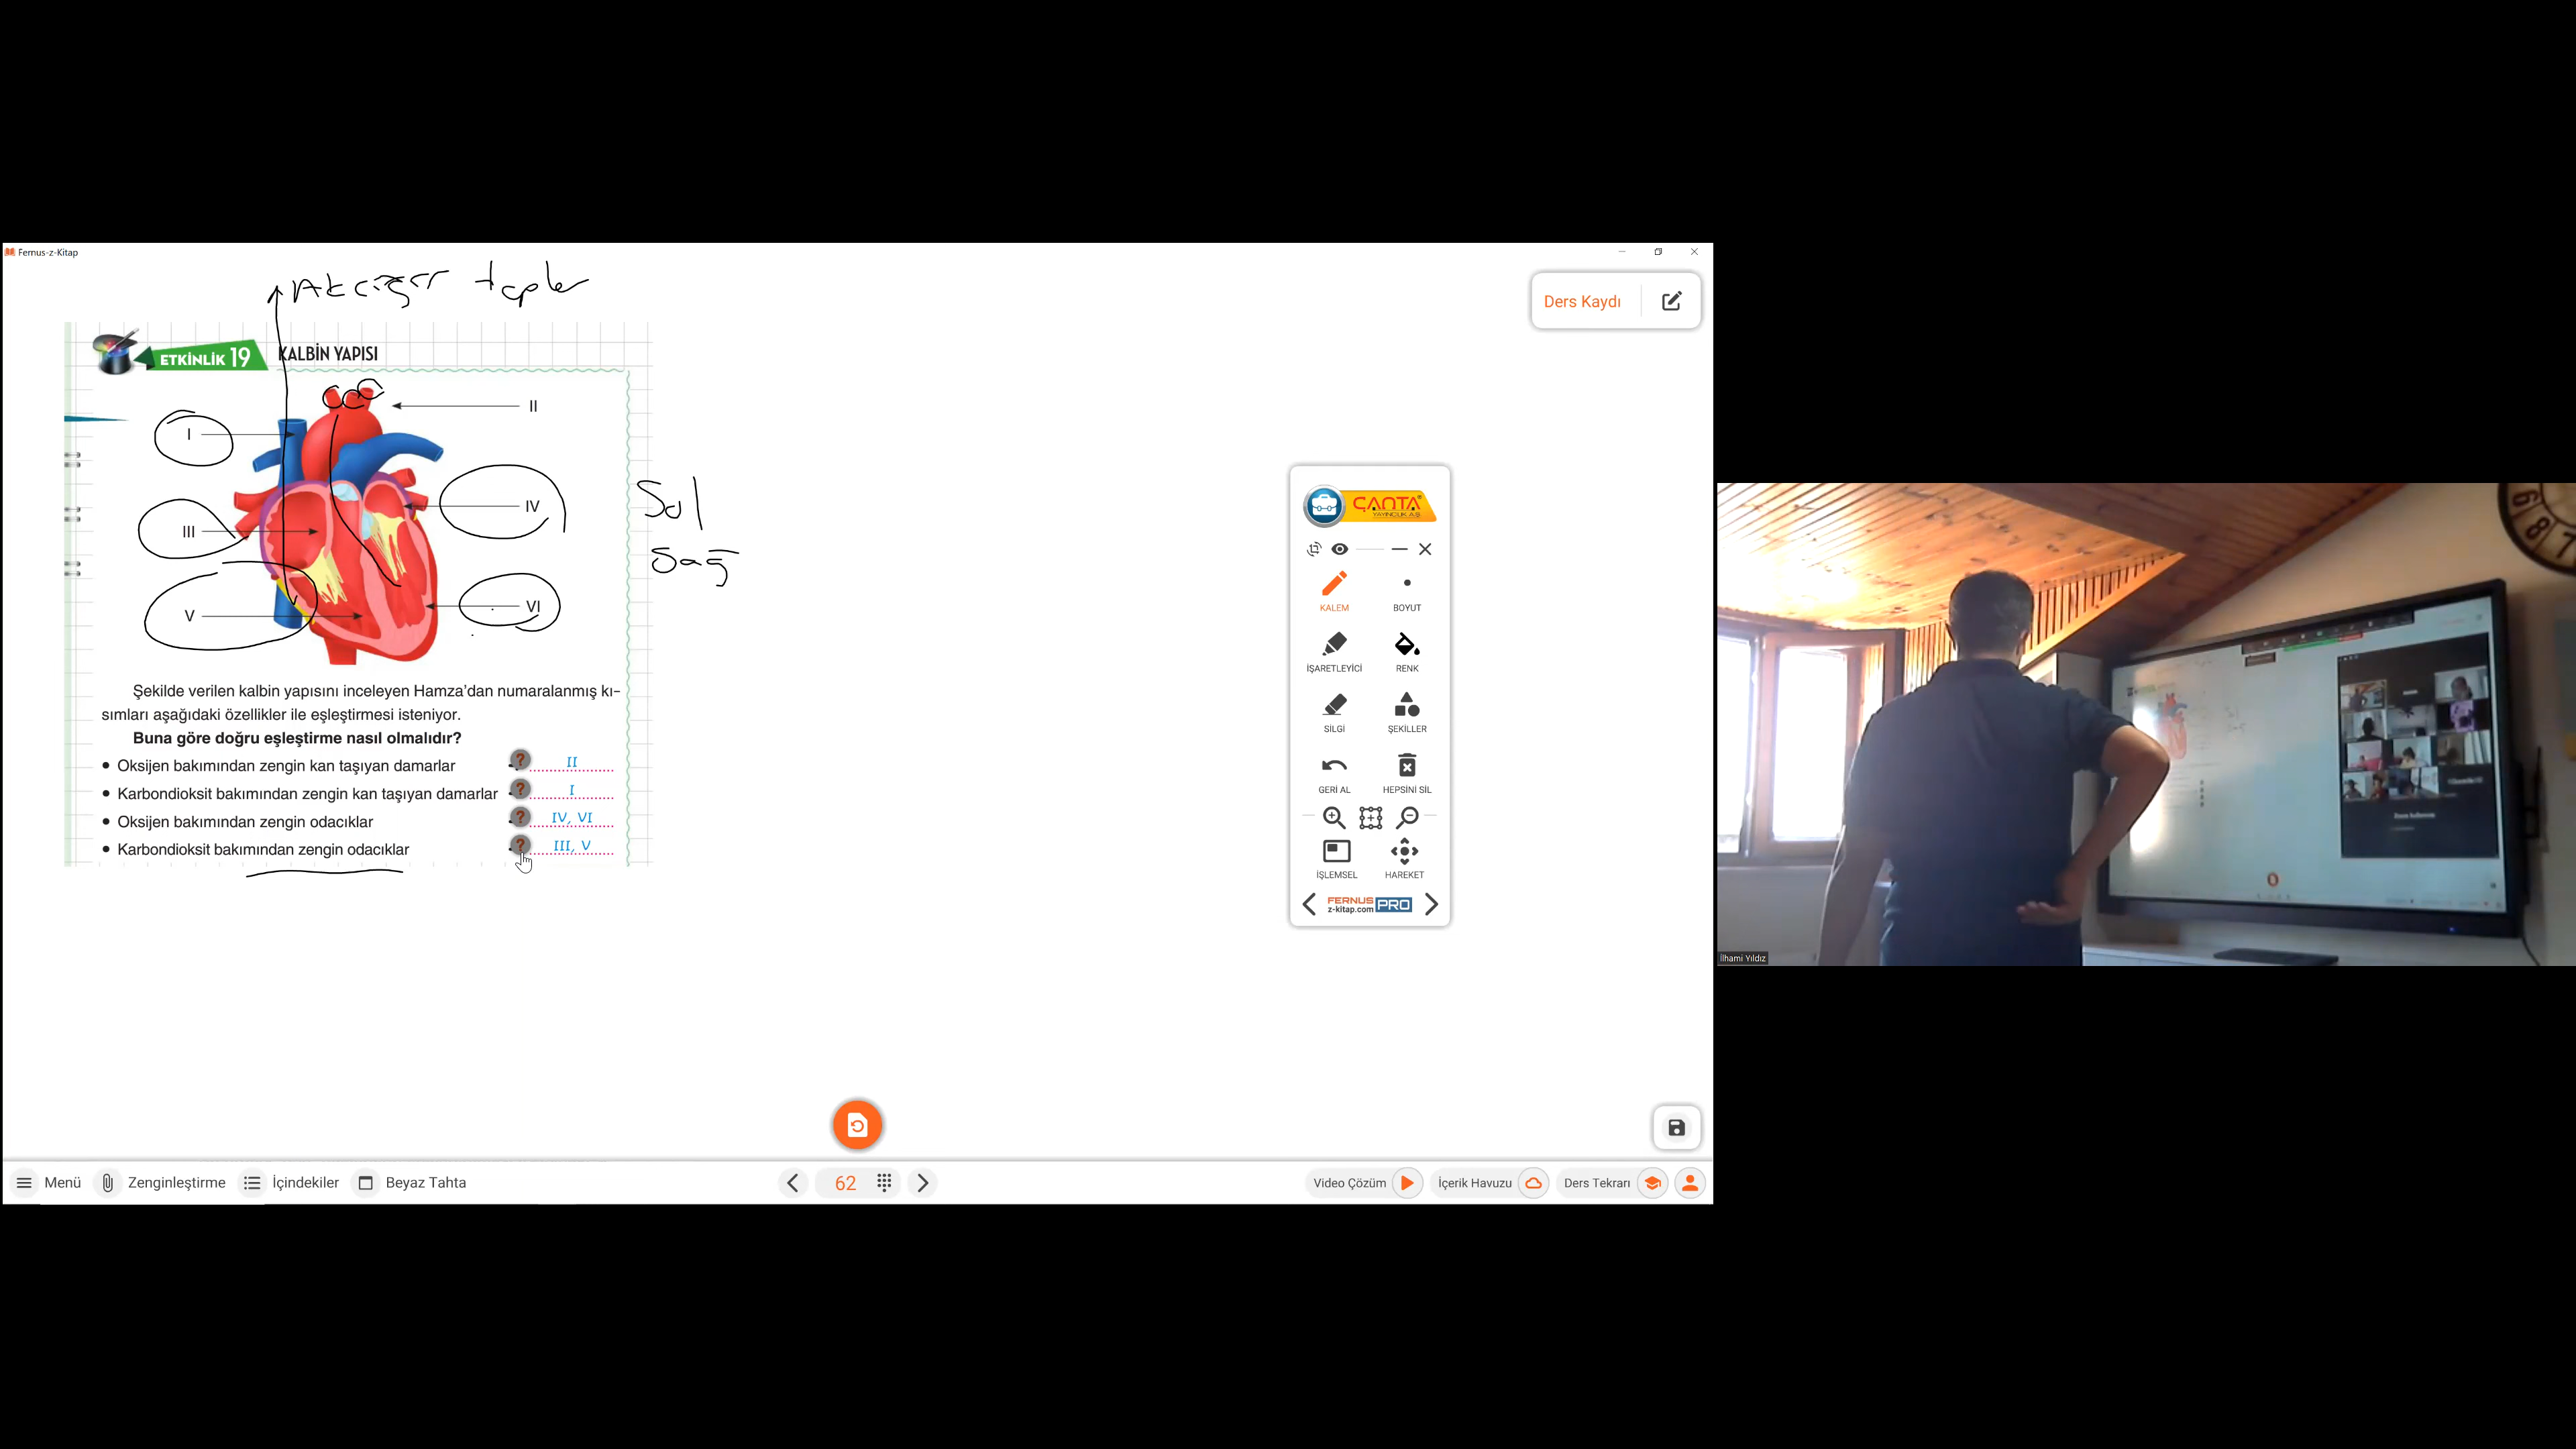 Fernus-z-Kitap
Ders Kaydı
ETKİNLİK 19
KALBİN YAPISI
I
II
III
IV
V
VI
Sol
Sağ
Şekilde verilen kalbin yapısını inceleyen Hamza'dan numaralanmış kı-
sımları aşağıdaki özellikler ile eşleştirmesi isteniyor.
Buna göre doğru eşleştirme nasıl olmalıdır?
• Oksijen bakımından zengin kan taşıyan damarlar ? II
• Karbondioksit bakımından zengin kan taşıyan damarlar ? I
• Oksijen bakımından zengin odacıklar ? IV, VI
• Karbondioksit bakımından zengin odacıklar ? III, V
ÇANTA
YAYINCILIK A.Ş.
KALEM
BOYUT
İŞARETLEYİCİ
RENK
SİLGİ
ŞEKİLLER
GERİ AL
HEPSİNİ SİL
İŞLEMSEL
HAREKET
FERNUS PRO
z-kitap.com
İlhami Yıldız
Menü
Zenginleştirme
İçindekiler
Beyaz Tahta
62
Video Çözüm
İçerik Havuzu
Ders Tekrarı